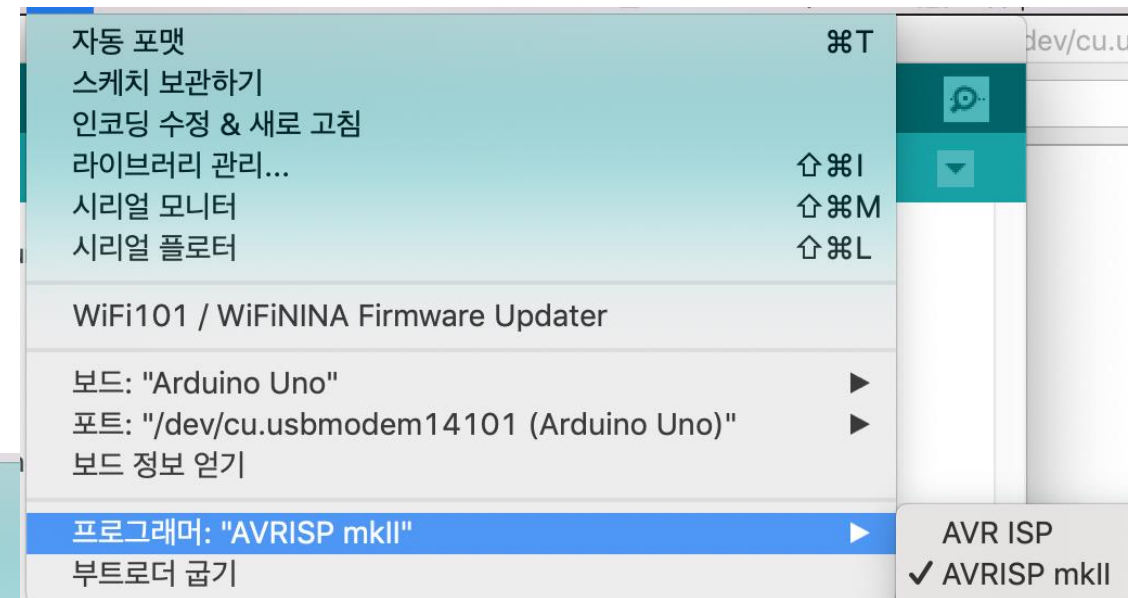 자동 포맷 ⌘T
스케치 보관하기
인코딩 수정 & 새로 고침
라이브러리 관리... ⇧⌘I
시리얼 모니터 ⇧⌘M
시리얼 플로터 ⇧⌘L
WiFi101 / WiFiNINA Firmware Updater
보드: "Arduino Uno" ▶
포트: "/dev/cu.usbmodem14101 (Arduino Uno)" ▶
보드 정보 얻기
프로그래머: "AVRISP mkII" ▶
부트로더 굽기
AVR ISP
✓ AVRISP mkII
dev/cu.u